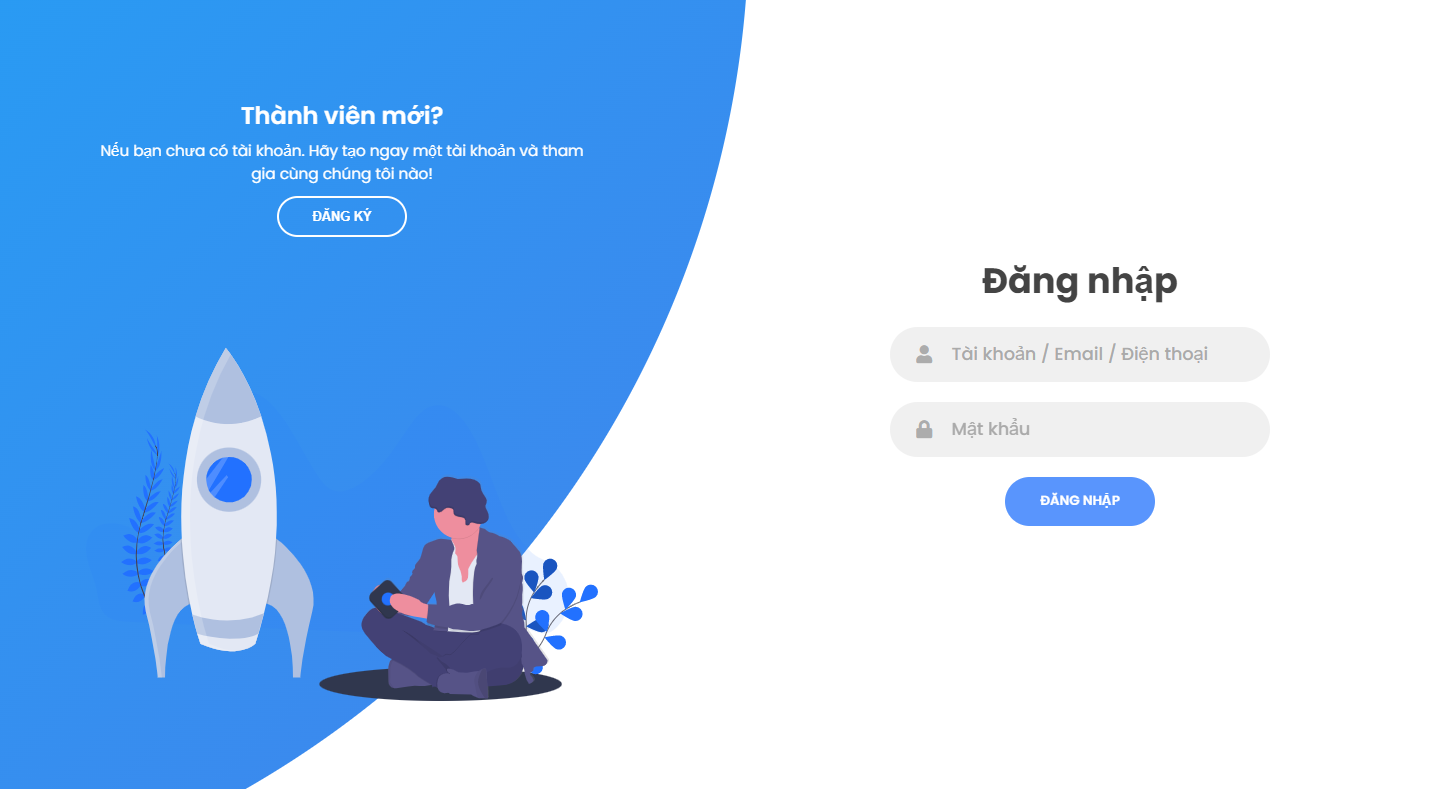 Thành viên mới?
Nếu bạn chưa có tài khoản. Hãy tạo ngay một tài khoản và tham
gia cùng chúng tôi nào!
ĐĂNG KÝ
Đăng nhập
Tài khoản / Email / Điện thoại
Mật khẩu
ĐĂNG NHẬP